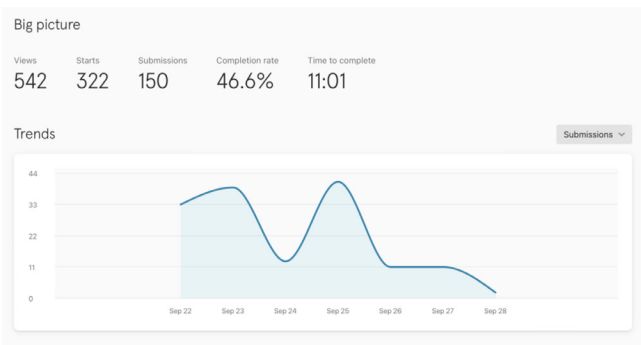 Big picture
Views Starts Submissions Completion rate Time to complete
542 322 150 46.6% 11:01
Trends
Submissions
44
33
22
11
0
Sep 22 Sep 23 Sep 24 Sep 25 Sep 26 Sep 27 Sep 28